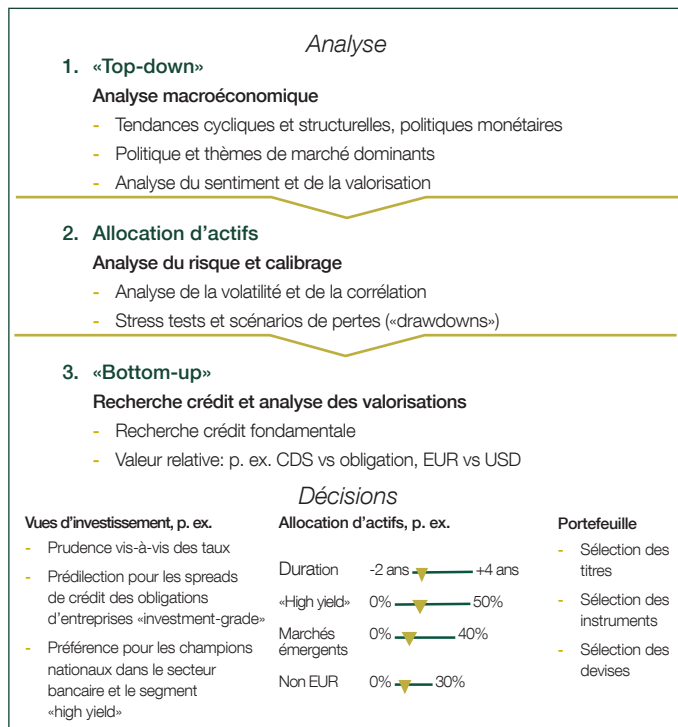 Analyse
1. «Top-down»
Analyse macroéconomique
- Tendances cycliques et structurelles, politiques monétaires
- Politique et thèmes de marché dominants
- Analyse du sentiment et de la valorisation
2. Allocation d'actifs
Analyse du risque et calibrage
- Analyse de la volatilité et de la corrélation
- Stress tests et scénarios de pertes («drawdowns»)
3. «Bottom-up»
Recherche crédit et analyse des valorisations
- Recherche crédit fondamentale
- Valeur relative: p. ex. CDS vs obligation, EUR vs USD
Décisions
Vues d'investissement, p. ex.
- Prudence vis-à-vis des taux
- Prédilection pour les spreads
de crédit des obligations
d'entreprises «investment-grade»
- Préférence pour les champions
nationaux dans le secteur
bancaire et le segment
«high yield»
Allocation d'actifs, p. ex.
Duration -2 ans +4 ans
«High yield» 0% 50%
Marchés
émergents 0% 40%
Non EUR 0% 30%
Portefeuille
- Sélection des
titres
- Sélection des
instruments
- Sélection des
devises